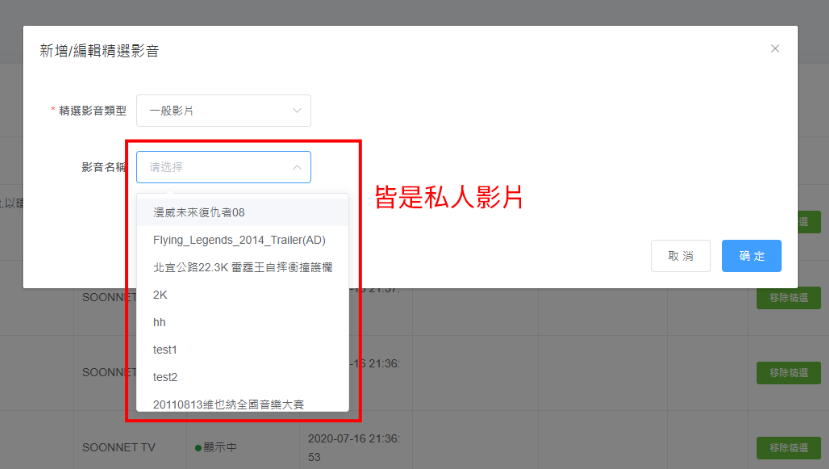 新增/編輯精選影音
* 精選影音類型 一般影片
影音名稱 请选择
皆是私人影片
漫威未來復仇者08
Flying_Legends_2014_Trailer(AD)
北宜公路22.3K 雷霆王自摔衝撞護欄
2K
hh
test1
test2
20110813維也納全國音樂大賽
取 消 確 定
移除精選
SOONNET
移除精選
SOONNET 2020-07-16 21:36:
移除精選
SOONNET TV 顯示中 2020-07-16 21:36:
53
移除精選